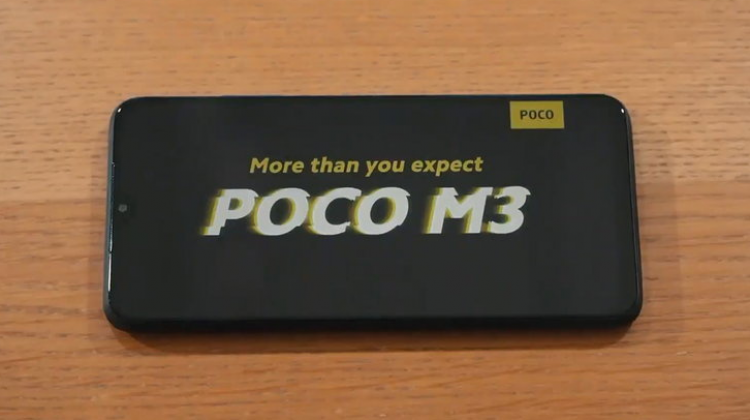 POCO
More than you expect
POCO M3